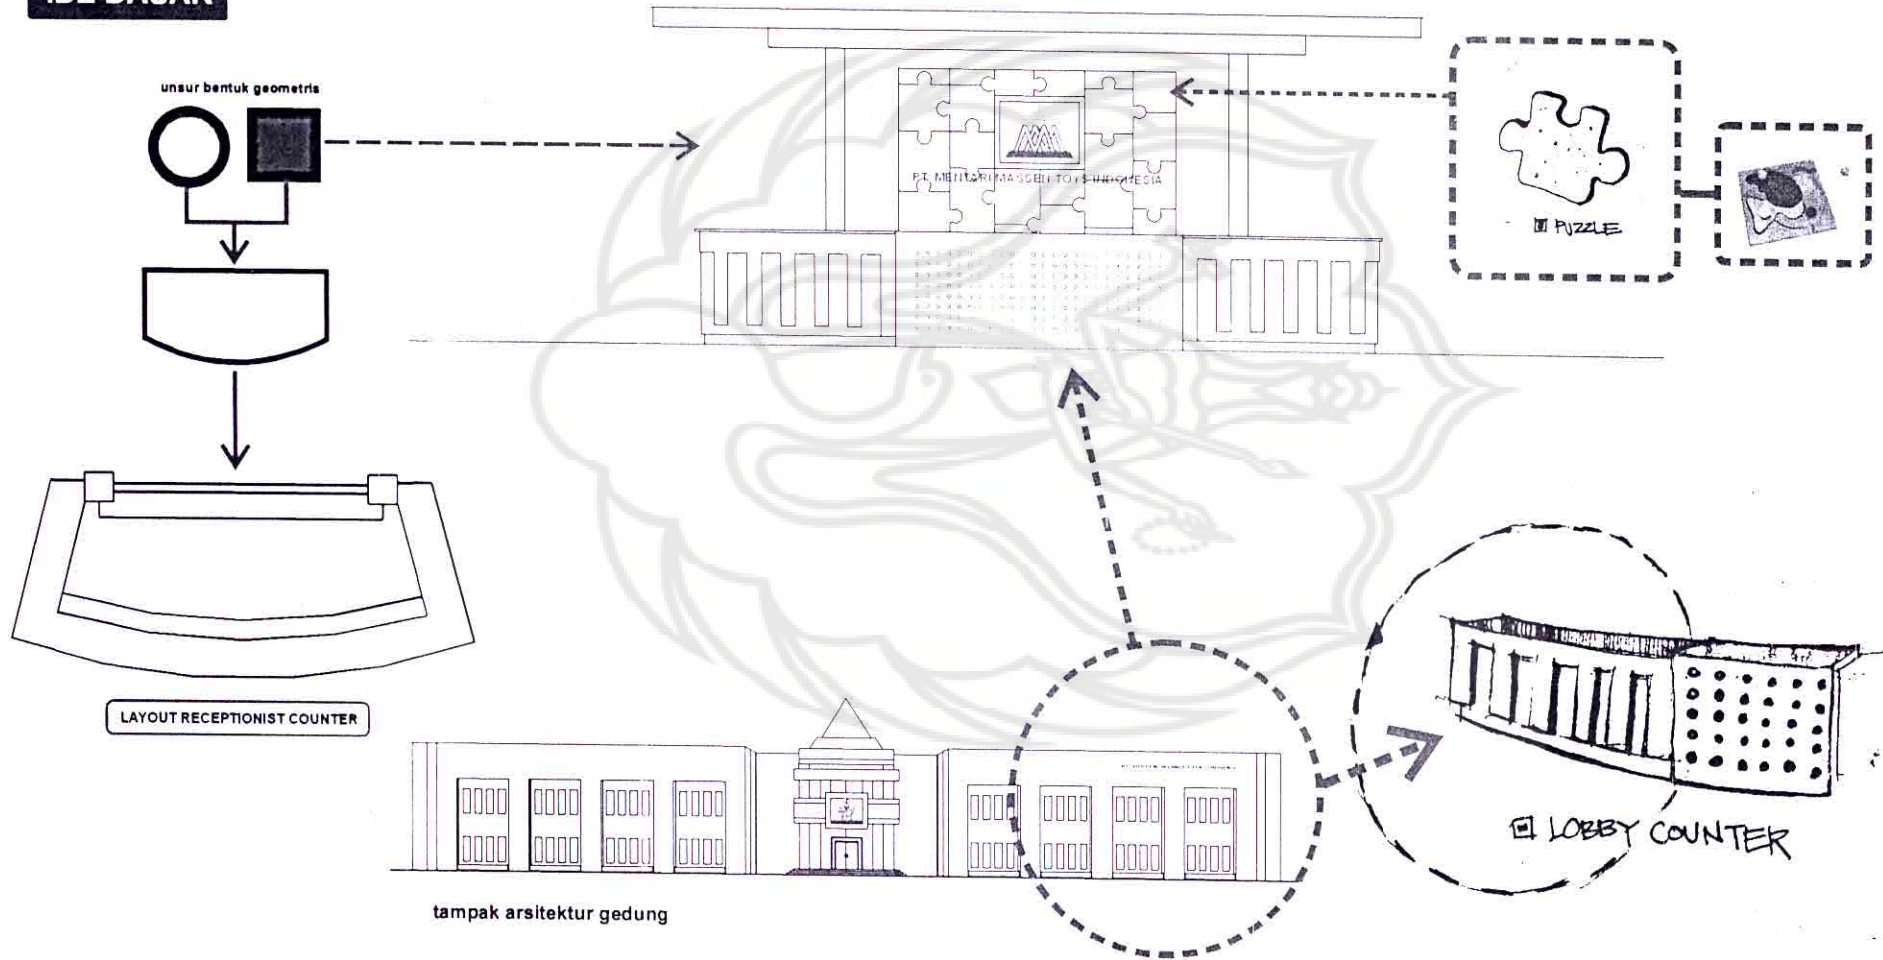 IDE DASAR
unsur bentuk geometris
PT. MENTARI MASSEN TOYS INDONESIA
PUZZLE
LAYOUT RECEPTIONIST COUNTER
LOBBY COUNTER
tampak arsitektur gedung